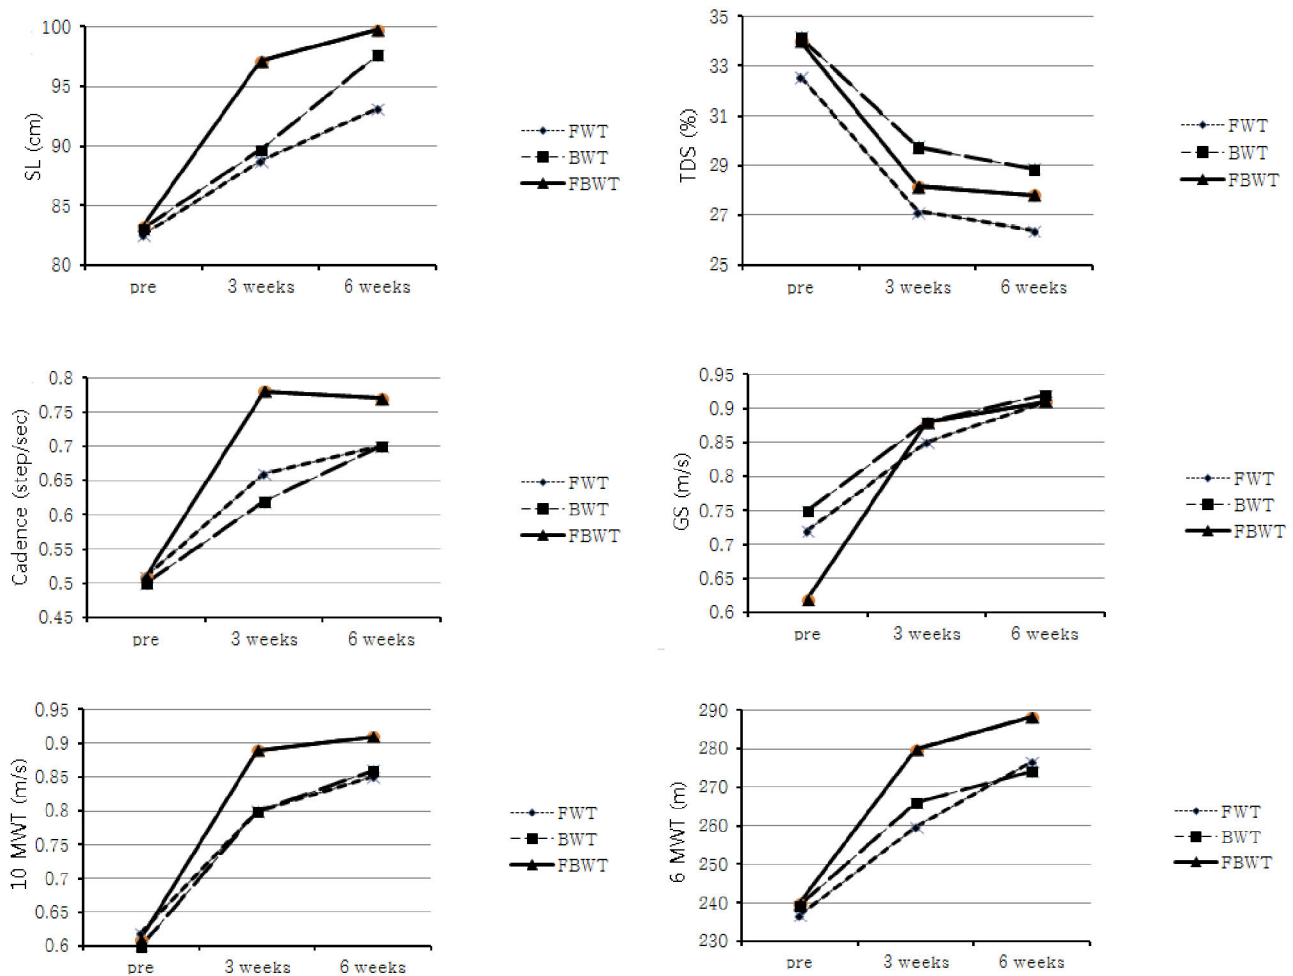 SL (cm)
100
95
90
85
80
pre 3 weeks 6 weeks
FWT
BWT
FBWT
TDS (%)
35
33
31
29
27
25
pre 3 weeks 6 weeks
FWT
BWT
FBWT
Cadence (step/sec)
0.8
0.75
0.7
0.65
0.6
0.55
0.5
0.45
pre 3 weeks 6 weeks
FWT
BWT
FBWT
GS (m/s)
0.95
0.9
0.85
0.8
0.75
0.7
0.65
0.6
pre 3 weeks 6 weeks
FWT
BWT
FBWT
10 MWT (m/s)
0.95
0.9
0.85
0.8
0.75
0.7
0.65
0.6
pre 3 weeks 6 weeks
FWT
BWT
FBWT
6 MWT (m)
290
280
270
260
250
240
230
pre 3 weeks 6 weeks
FWT
BWT
FBWT